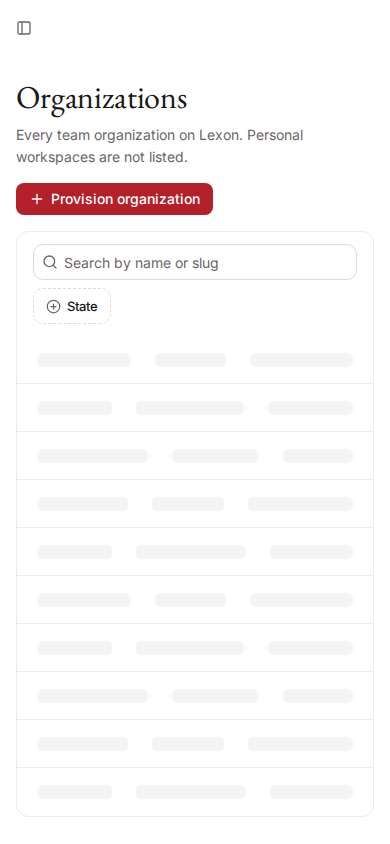 Organizations
Every team organization on Lexon. Personal
workspaces are not listed.
Provision organization
Search by name or slug
State